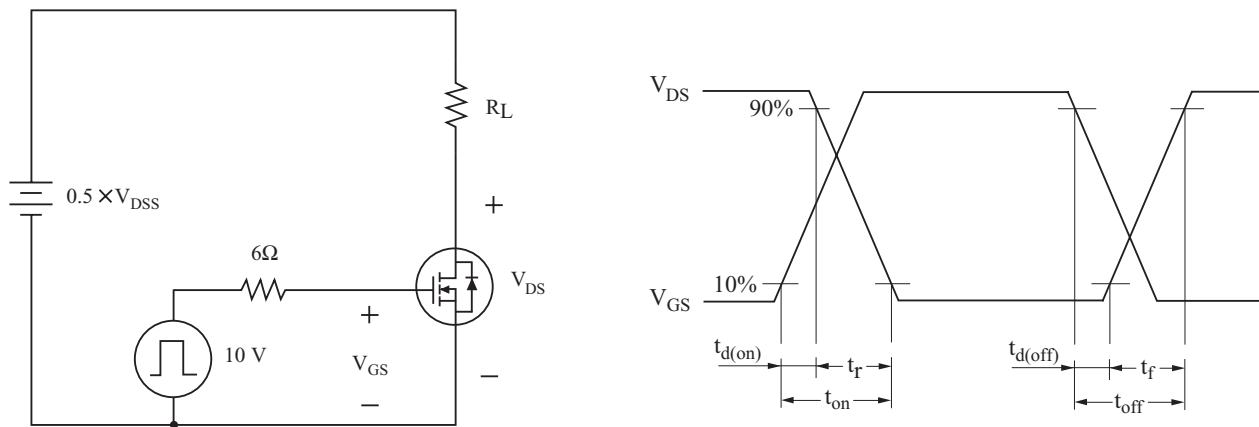 R_L
0.5 ×V_DSS
+
6Ω
V_DS
+
10 V
V_GS
−
−
V_DS
90%
10%
V_GS
t_d(on)
t_r
t_on
t_d(off)
t_f
t_off